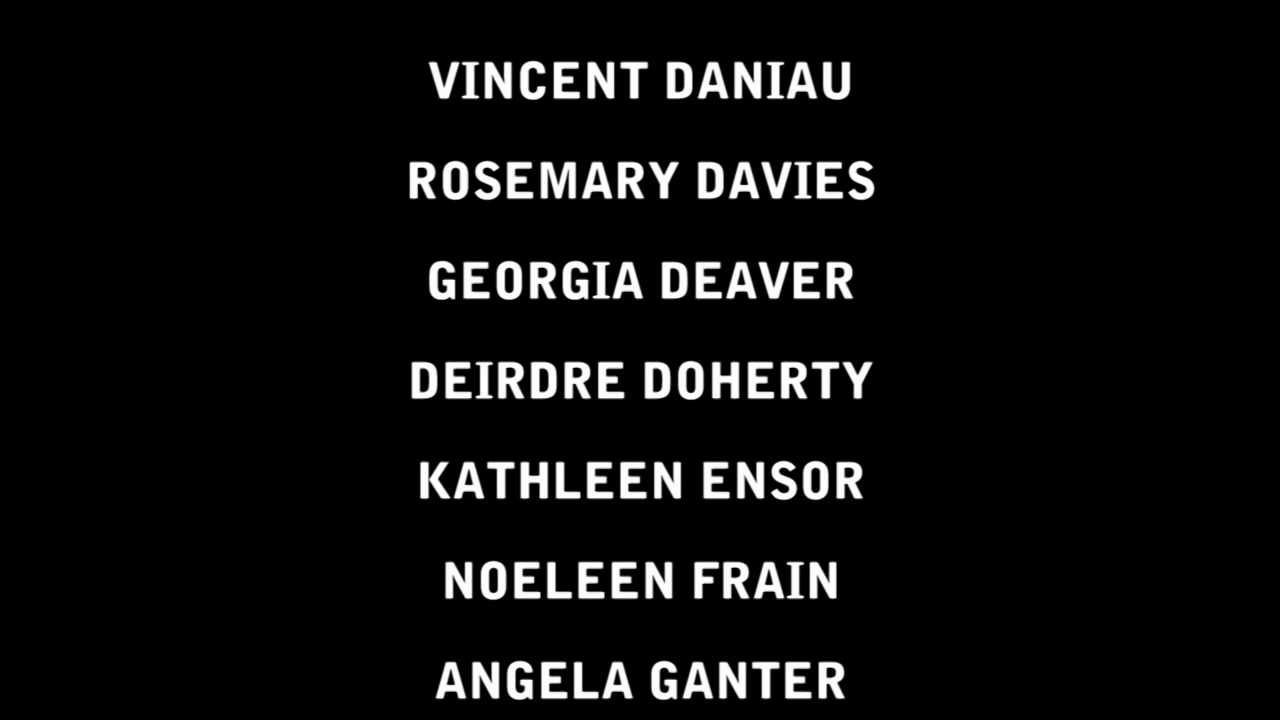 VINCENT DANIAU
ROSEMARY DAVIES
GEORGIA DEAVER
DEIRDRE DOHERTY
KATHLEEN ENSOR
NOELEEN FRAIN
ANGELA GANTER